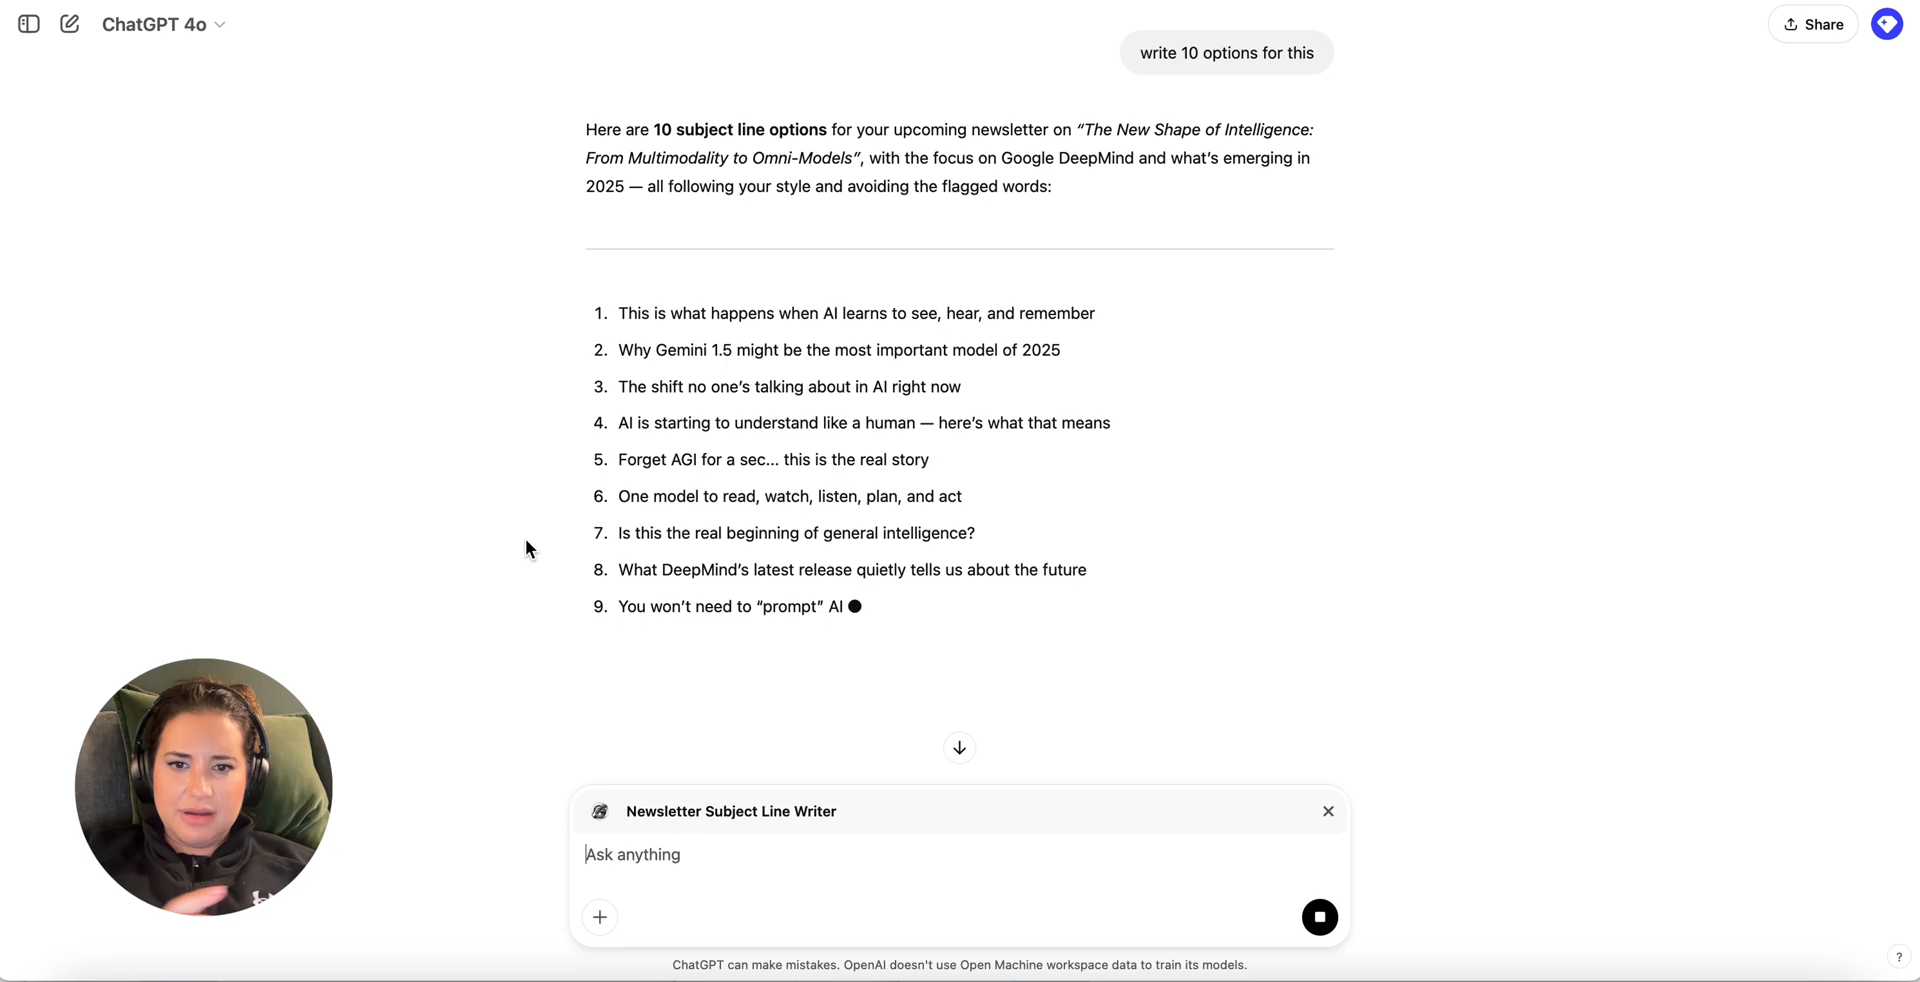 ChatGPT 4o
Share
write 10 options for this
Here are 10 subject line options for your upcoming newsletter on “The New Shape of Intelligence:
From Multimodality to Omni-Models”, with the focus on Google DeepMind and what’s emerging in
2025 — all following your style and avoiding the flagged words:
1. This is what happens when AI learns to see, hear, and remember
2. Why Gemini 1.5 might be the most important model of 2025
3. The shift no one’s talking about in AI right now
4. AI is starting to understand like a human — here’s what that means
5. Forget AGI for a sec... this is the real story
6. One model to read, watch, listen, plan, and act
7. Is this the real beginning of general intelligence?
8. What DeepMind’s latest release quietly tells us about the future
9. You won’t need to “prompt” AI
Newsletter Subject Line Writer
Ask anything
ChatGPT can make mistakes. OpenAI doesn't use Open Machine workspace data to train its models.
?